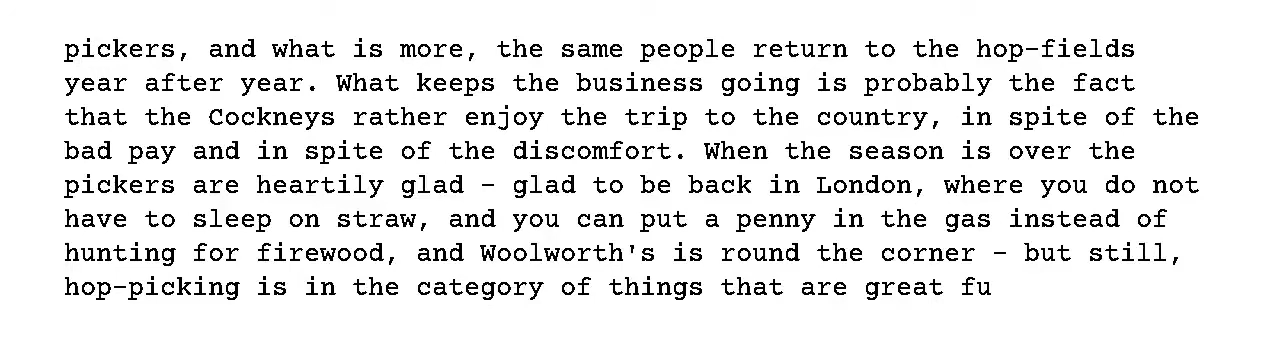 pickers, and what is more, the same people return to the hop-fields
year after year. What keeps the business going is probably the fact
that the Cockneys rather enjoy the trip to the country, in spite of the
bad pay and in spite of the discomfort. When the season is over the
pickers are heartily glad - glad to be back in London, where you do not
have to sleep on straw, and you can put a penny in the gas instead of
hunting for firewood, and Woolworth's is round the corner - but still,
hop-picking is in the category of things that are great fu